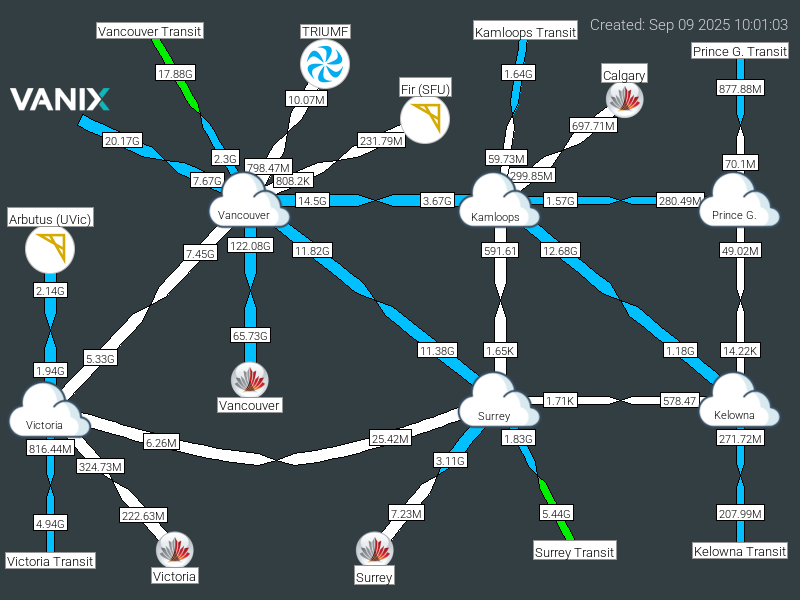 Created: Sep 09 2025 10:01:03
Vancouver Transit
TRIUMF
Kamloops Transit
Prince G. Transit
17.88G
1.64G
Calgary
877.88M
VANIX
10.07M
Fir (SFU)
697.71M
20.17G
231.79M
2.3G
798.47M
59.73M
70.1M
7.67G
808.2K
299.85M
14.5G
3.67G
1.57G
280.49M
Arbutus (UVic)
Vancouver
Kamloops
Prince G.
7.45G
122.08G
11.82G
591.61
12.68G
49.02M
2.14G
65.73G
5.33G
11.38G
1.65K
1.18G
14.22K
1.94G
Vancouver
1.71K
578.47
Victoria
Surrey
Kelowna
816.44M
6.26M
25.42M
1.83G
271.72M
324.73M
3.11G
222.63M
7.23M
5.44G
207.99M
4.94G
Victoria Transit
Victoria
Surrey
Surrey Transit
Kelowna Transit